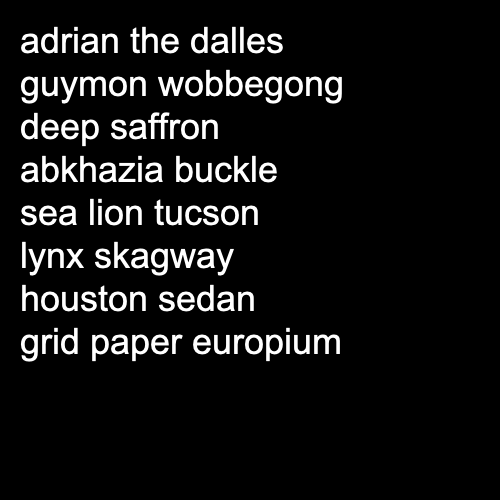 adrian the dalles
guymon wobbegong
deep saffron
abkhazia buckle
sea lion tucson
lynx skagway
houston sedan
grid paper europium